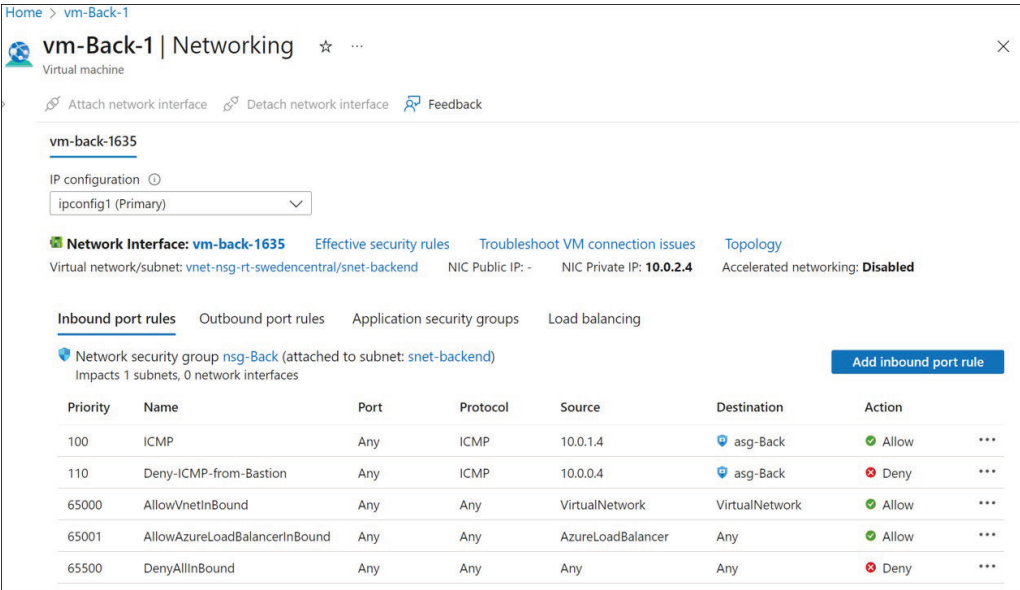 Home > vm-Back-1
vm-Back-1 | Networking ☆ ...
Virtual machine
Attach network interface Detach network interface Feedback
vm-back-1635
IP configuration
ipconfig1 (Primary)
Network Interface: vm-back-1635 Effective security rules Troubleshoot VM connection issues Topology
Virtual network/subnet: vnet-nsg-rt-swedencentral/snet-backend NIC Public IP: - NIC Private IP: 10.0.2.4 Accelerated networking: Disabled
Inbound port rules Outbound port rules Application security groups Load balancing
Network security group nsg-Back (attached to subnet: snet-backend)
Impacts 1 subnets, 0 network interfaces
Add inbound port rule
Priority Name Port Protocol Source Destination Action
100 ICMP Any ICMP 10.0.1.4 asg-Back Allow ...
110 Deny-ICMP-from-Bastion Any ICMP 10.0.0.4 asg-Back Deny ...
65000 AllowVnetInBound Any Any VirtualNetwork VirtualNetwork Allow ...
65001 AllowAzureLoadBalancerInBound Any Any AzureLoadBalancer Any Allow ...
65500 DenyAllInBound Any Any Any Any Deny ...